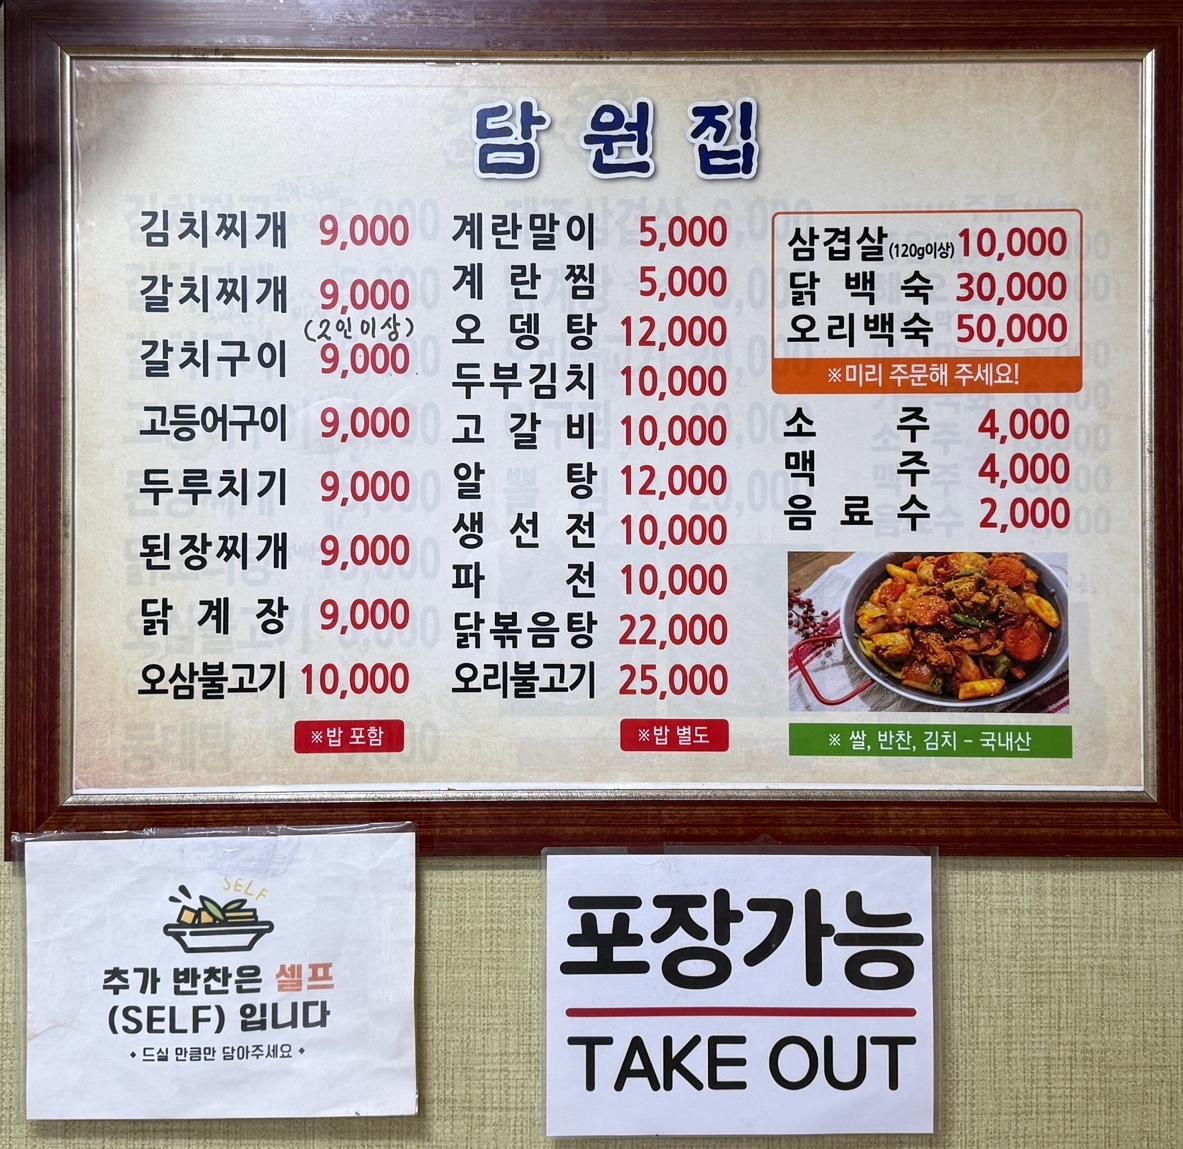 담원집
김치찌개 9,000
갈치찌개 9,000
(2인이상)
갈치구이 9,000
고등어구이 9,000
두루치기 9,000
된장찌개 9,000
닭계장 9,000
오삼불고기 10,000
※밥 포함
계란말이 5,000
계란찜 5,000
오뎅탕 12,000
두부김치 10,000
고갈비 10,000
알탕 12,000
생선전 10,000
파전 10,000
닭볶음탕 22,000
오리불고기 25,000
※밥 별도
삼겹살(120g이상) 10,000
닭백숙 30,000
오리백숙 50,000
※미리 주문해 주세요!
소주 4,000
맥주 4,000
음료수 2,000
※ 쌀, 반찬, 김치 - 국내산
SELF
추가 반찬은 셀프
(SELF) 입니다
• 드실 만큼만 담아주세요 •
포장가능
TAKE OUT